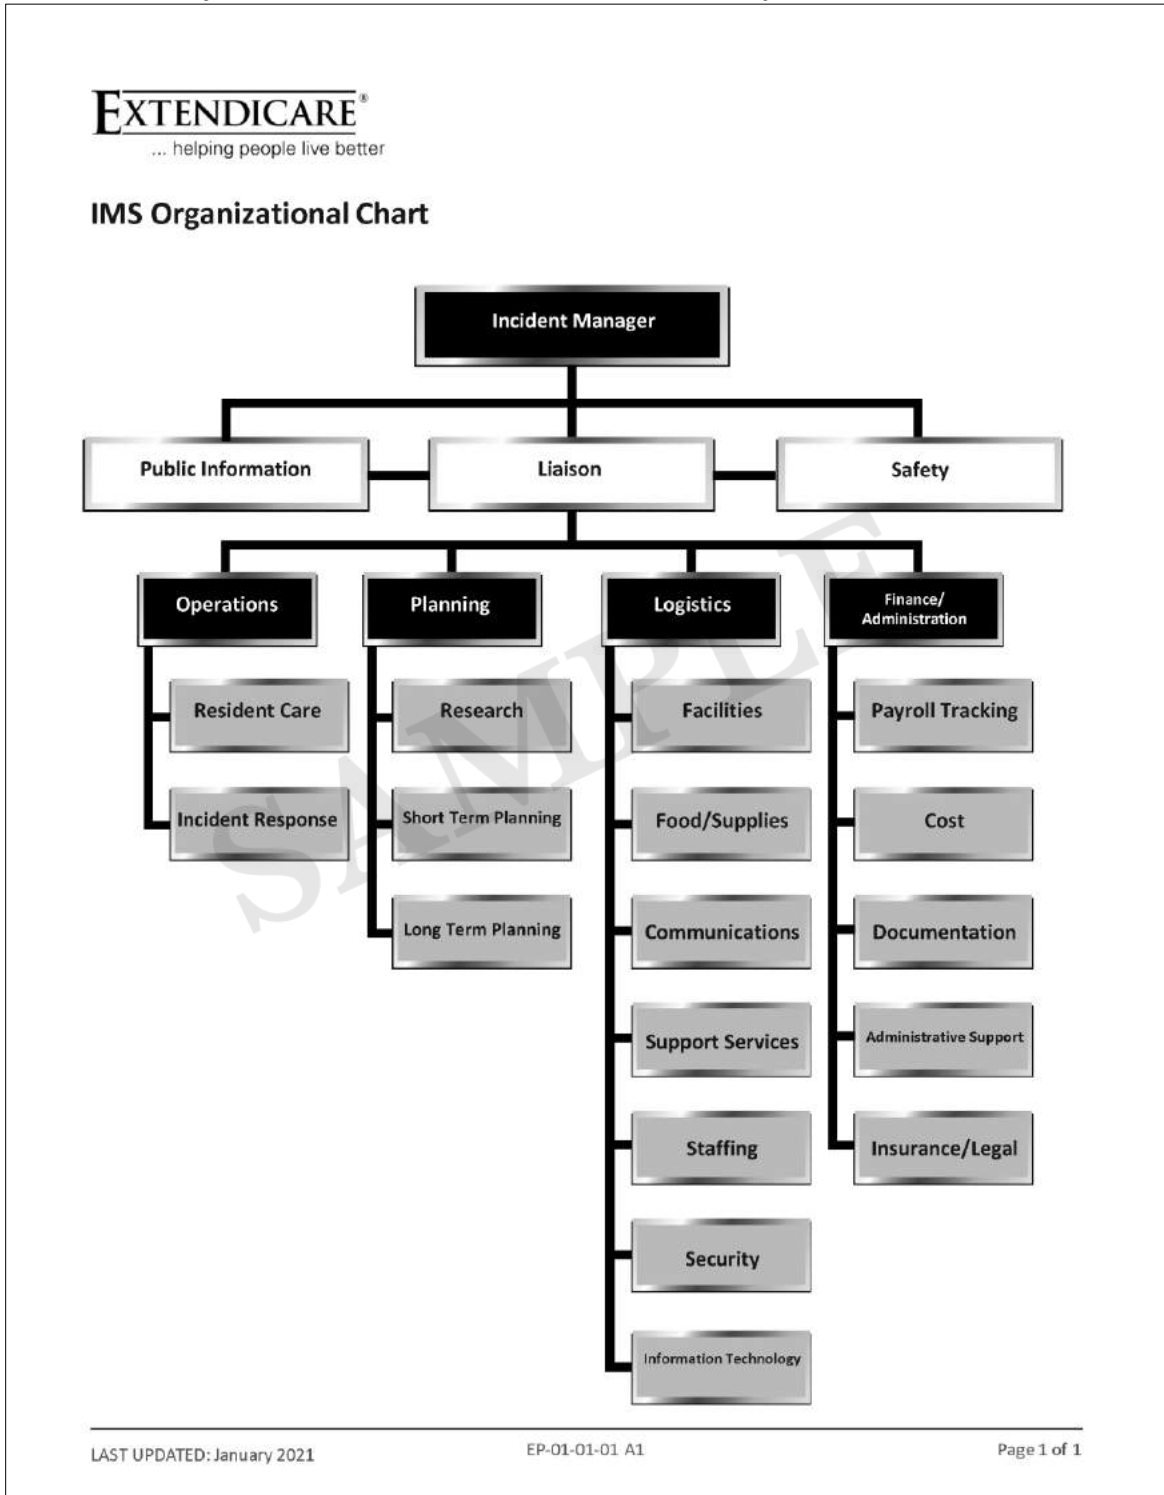 EXTENDICARE®
... helping people live better
IMS Organizational Chart
Incident Manager
Public Information
Liaison
Safety
Operations
Planning
Logistics
Finance/
Administration
Resident Care
Research
Facilities
Payroll Tracking
Incident Response
Short Term Planning
Food/Supplies
Cost
Long Term Planning
Communications
Documentation
Support Services
Administrative Support
Staffing
Insurance/Legal
Security
Information Technology
SAMPLE
LAST UPDATED: January 2021
EP-01-01-01 A1
Page 1 of 1